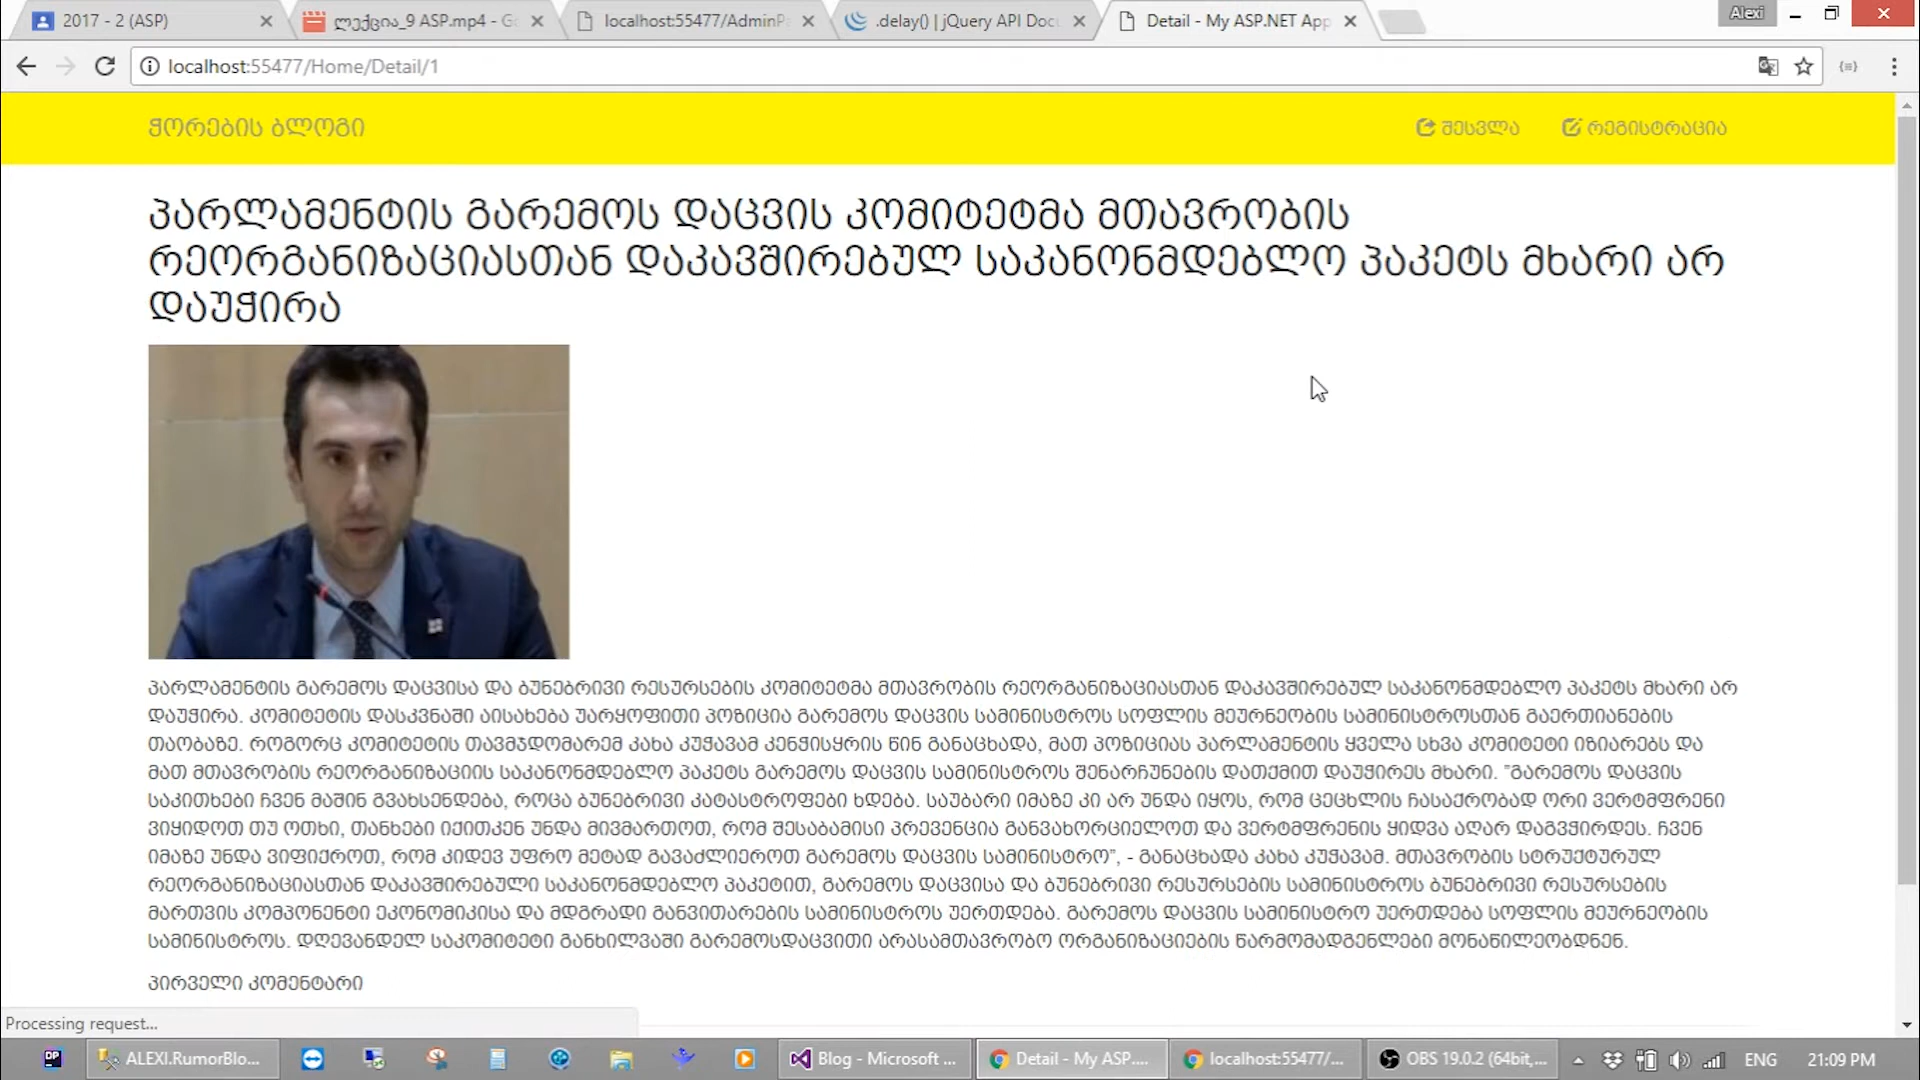 2017 - 2 (ASP)
ლექცია_9 ASP.mp4 - Go
localhost:55477/AdminPa
.delay() | jQuery API Docu
Detail - My ASP.NET App
Alexi
localhost:55477/Home/Detail/1
ჭორების ბლოგი
შესვლა
რეგისტრაცია
პარლამენტის გარემოს დაცვის კომიტეტმა მთავრობის
რეორგანიზაციასთან დაკავშირებულ საკანონმდებლო პაკეტს მხარი არ
დაუჭირა
პარლამენტის გარემოს დაცვისა და ბუნებრივი რესურსების კომიტეტმა მთავრობის რეორგანიზაციასთან დაკავშირებულ საკანონმდებლო პაკეტს მხარი არ
დაუჭირა. კომიტეტის დასკვნაში აისახება უარყოფითი პოზიცია გარემოს დაცვის სამინისტროს სოფლის მეურნეობის სამინისტროსთან გაერთიანების
თაობაზე. როგორც კომიტეტის თავმჯდომარემ კახა კუჭავამ კენჭისყრის წინ განაცხადა, მათ პოზიციას პარლამენტის ყველა სხვა კომიტეტი იზიარებს და
მათ მთავრობის რეორგანიზაციის საკანონმდებლო პაკეტს გარემოს დაცვის სამინისტროს შენარჩუნების დათქმით დაუჭირეს მხარი. "გარემოს დაცვის
საკითხები ჩვენ მაშინ გვახსენდება, როცა ბუნებრივი კატასტროფები ხდება. საუბარი იმაზე კი არ უნდა იყოს, რომ ცეცხლის ჩასაქრობად ორი ვერტმფრენი
ვიყიდოთ თუ ოთხი, თანხები იქითკენ უნდა მივმართოთ, რომ შესაბამისი პრევენცია განვახორციელოთ და ვერტმფრენის ყიდვა აღარ დაგვჭირდეს. ჩვენ
იმაზე უნდა ვიფიქროთ, რომ კიდევ უფრო მეტად გავაძლიეროთ გარემოს დაცვის სამინისტრო", - განაცხადა კახა კუჭავამ. მთავრობის სტრუქტურულ
რეორგანიზაციასთან დაკავშირებული საკანონმდებლო პაკეტით, გარემოს დაცვისა და ბუნებრივი რესურსების სამინისტროს ბუნებრივი რესურსების
მართვის კომპონენტი ეკონომიკისა და მდგრადი განვითარების სამინისტროს უერთდება. გარემოს დაცვის სამინისტრო უერთდება სოფლის მეურნეობის
სამინისტროს. დღევანდელ საკომიტეტი განხილვაში გარემოსდაცვითი არასამთავრობო ორგანიზაციების წარმომადგენლები მონაწილეობდნენ.
პირველი კომენტარი
Processing request...
DP
ALEXI.RumorBlo...
Blog - Microsoft ...
Detail - My ASP....
localhost:55477/...
OBS 19.0.2 (64bit,...
ENG
21:09 PM